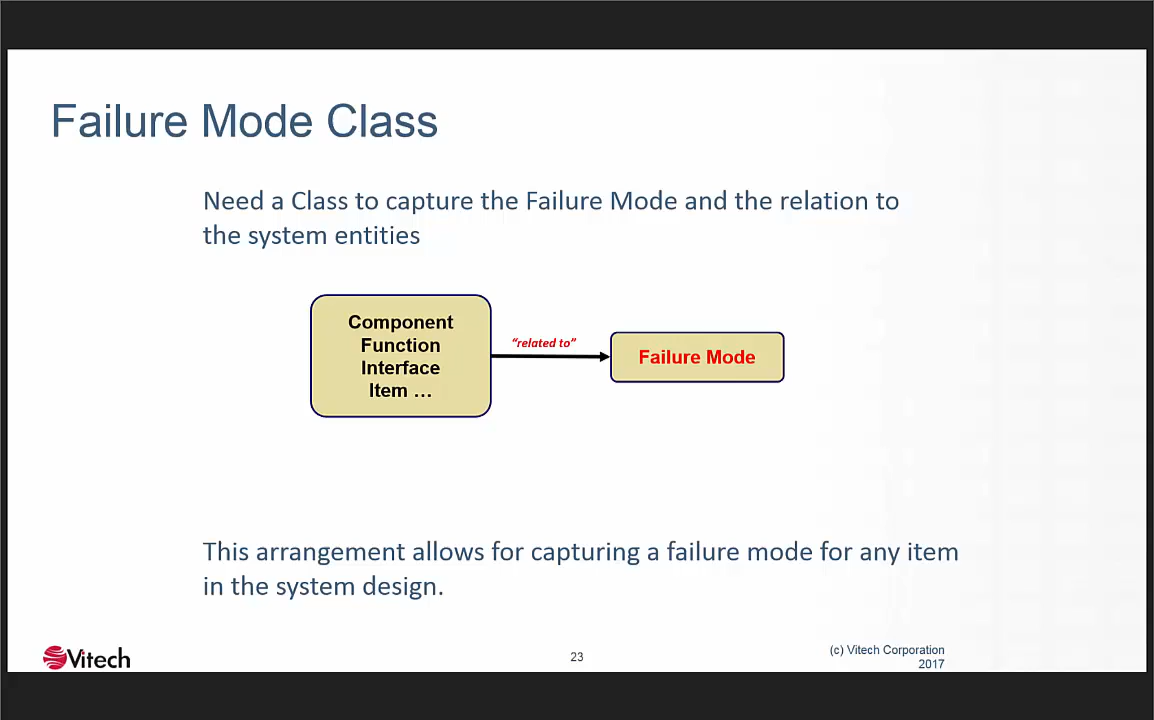 Failure Mode Class
Need a Class to capture the Failure Mode and the relation to
the system entities
Component
Function
Interface
Item …
“related to”
Failure Mode
This arrangement allows for capturing a failure mode for any item
in the system design.
Vitech
23
(c) Vitech Corporation
2017